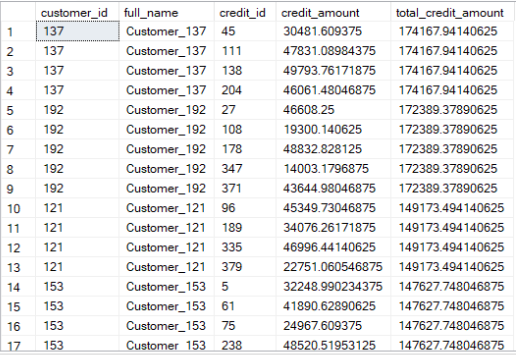 customer_id full_name credit_id credit_amount total_credit_amount
1 137 Customer_137 45 30481.609375 174167.94140625
2 137 Customer_137 111 47831.08984375 174167.94140625
3 137 Customer_137 138 49793.76171875 174167.94140625
4 137 Customer_137 204 46061.48046875 174167.94140625
5 192 Customer_192 27 46608.25 172389.37890625
6 192 Customer_192 108 19300.140625 172389.37890625
7 192 Customer_192 178 48832.828125 172389.37890625
8 192 Customer_192 347 14003.1796875 172389.37890625
9 192 Customer_192 371 43644.98046875 172389.37890625
10 121 Customer_121 96 45349.73046875 149173.494140625
11 121 Customer_121 189 34076.26171875 149173.494140625
12 121 Customer_121 335 46996.44140625 149173.494140625
13 121 Customer_121 379 22751.060546875 149173.494140625
14 153 Customer_153 5 32248.990234375 147627.748046875
15 153 Customer_153 61 41890.62890625 147627.748046875
16 153 Customer_153 75 24967.609375 147627.748046875
17 153 Customer_153 238 48520.51953125 147627.748046875